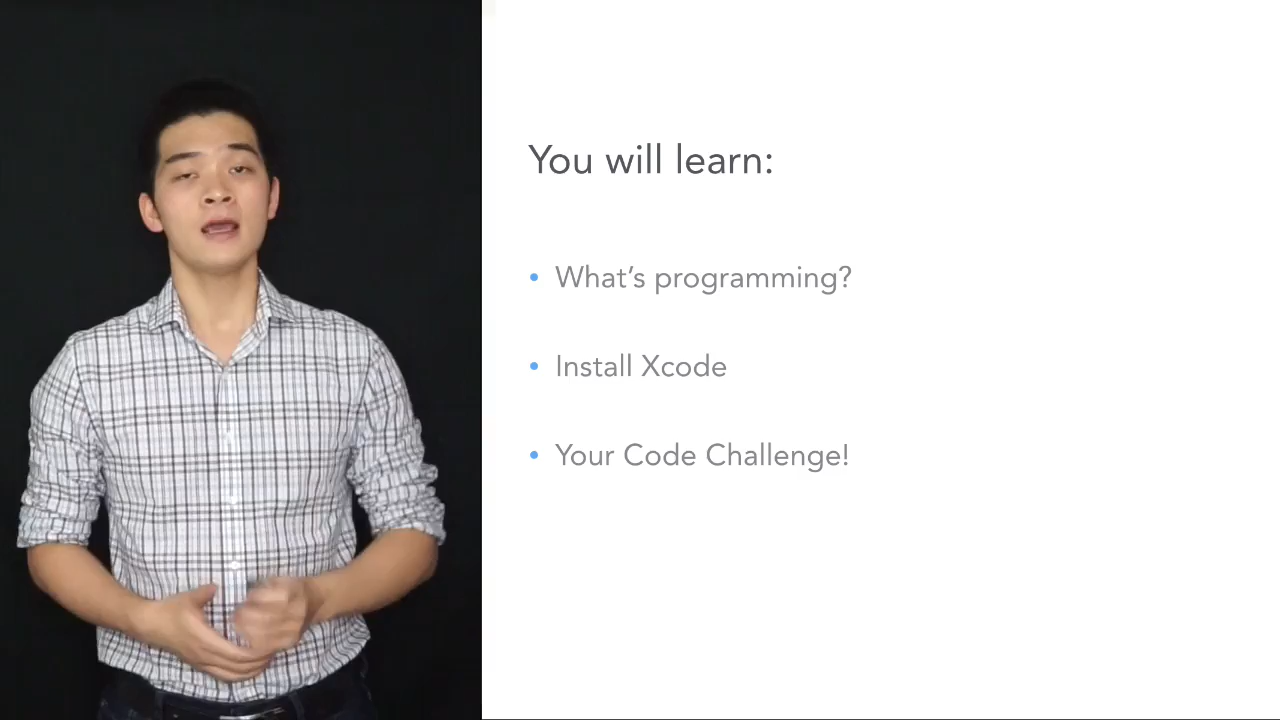 You will learn:
• What’s programming?
• Install Xcode
• Your Code Challenge!